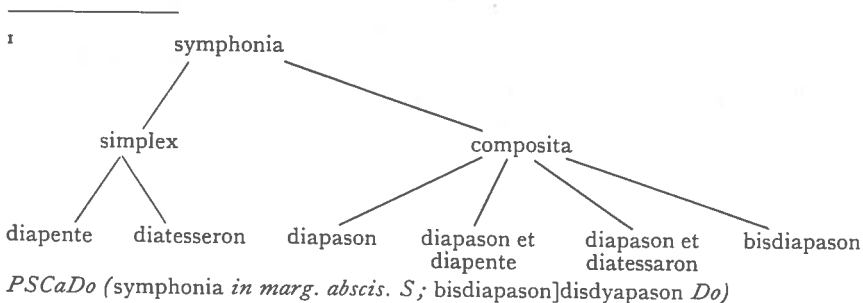 1
symphonia
simplex
composita
diapente diatesseron diapason diapason et diapente diapason et diatessaron bisdiapason
PSCaDo (symphonia in marg. abscis. S; bisdiapason]disdyapason Do)